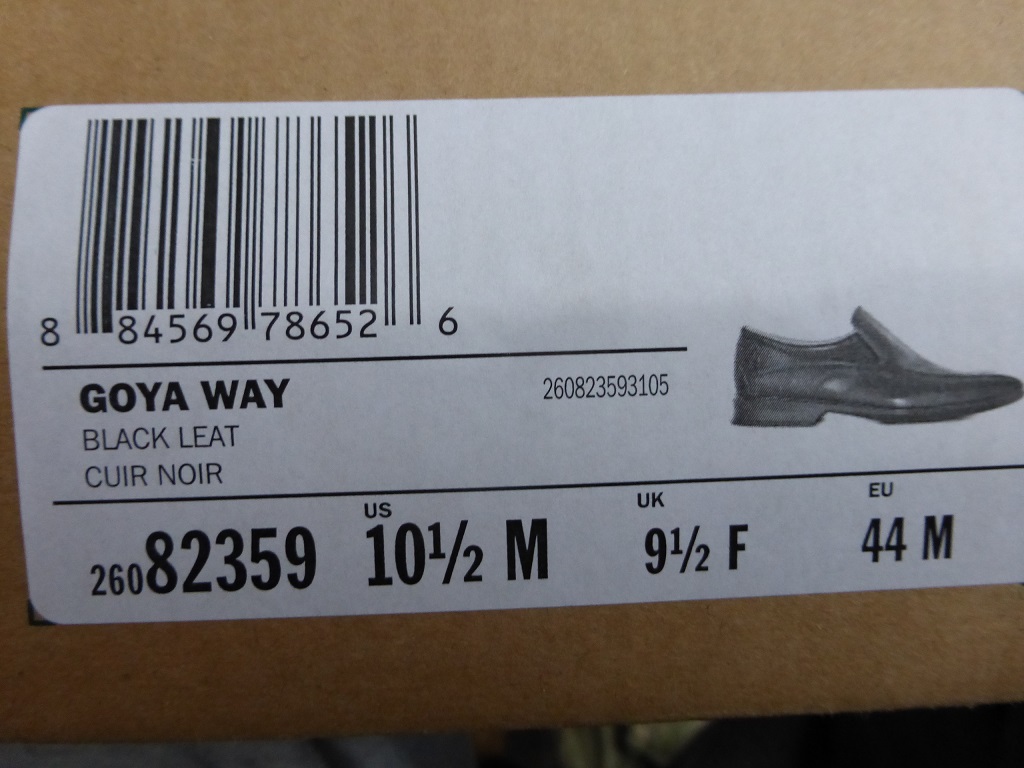 8 84569 78652 6
GOYA WAY 260823593105
BLACK LEAT
CUIR NOIR
US UK EU
26082359 10½ M 9½ F 44 M